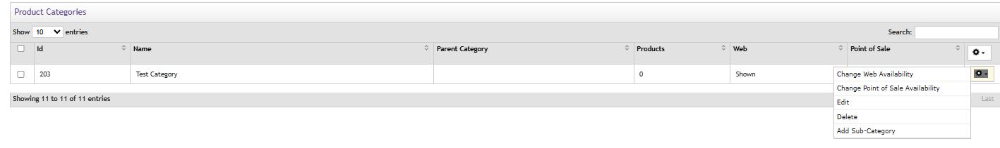 Product Categories
Show 10 entries Search:
Id Name Parent Category Products Web Point of Sale
203 Test Category 0 Shown
Change Web Availability
Change Point of Sale Availability
Edit
Delete
Add Sub-Category
Showing 11 to 11 of 11 entries Last